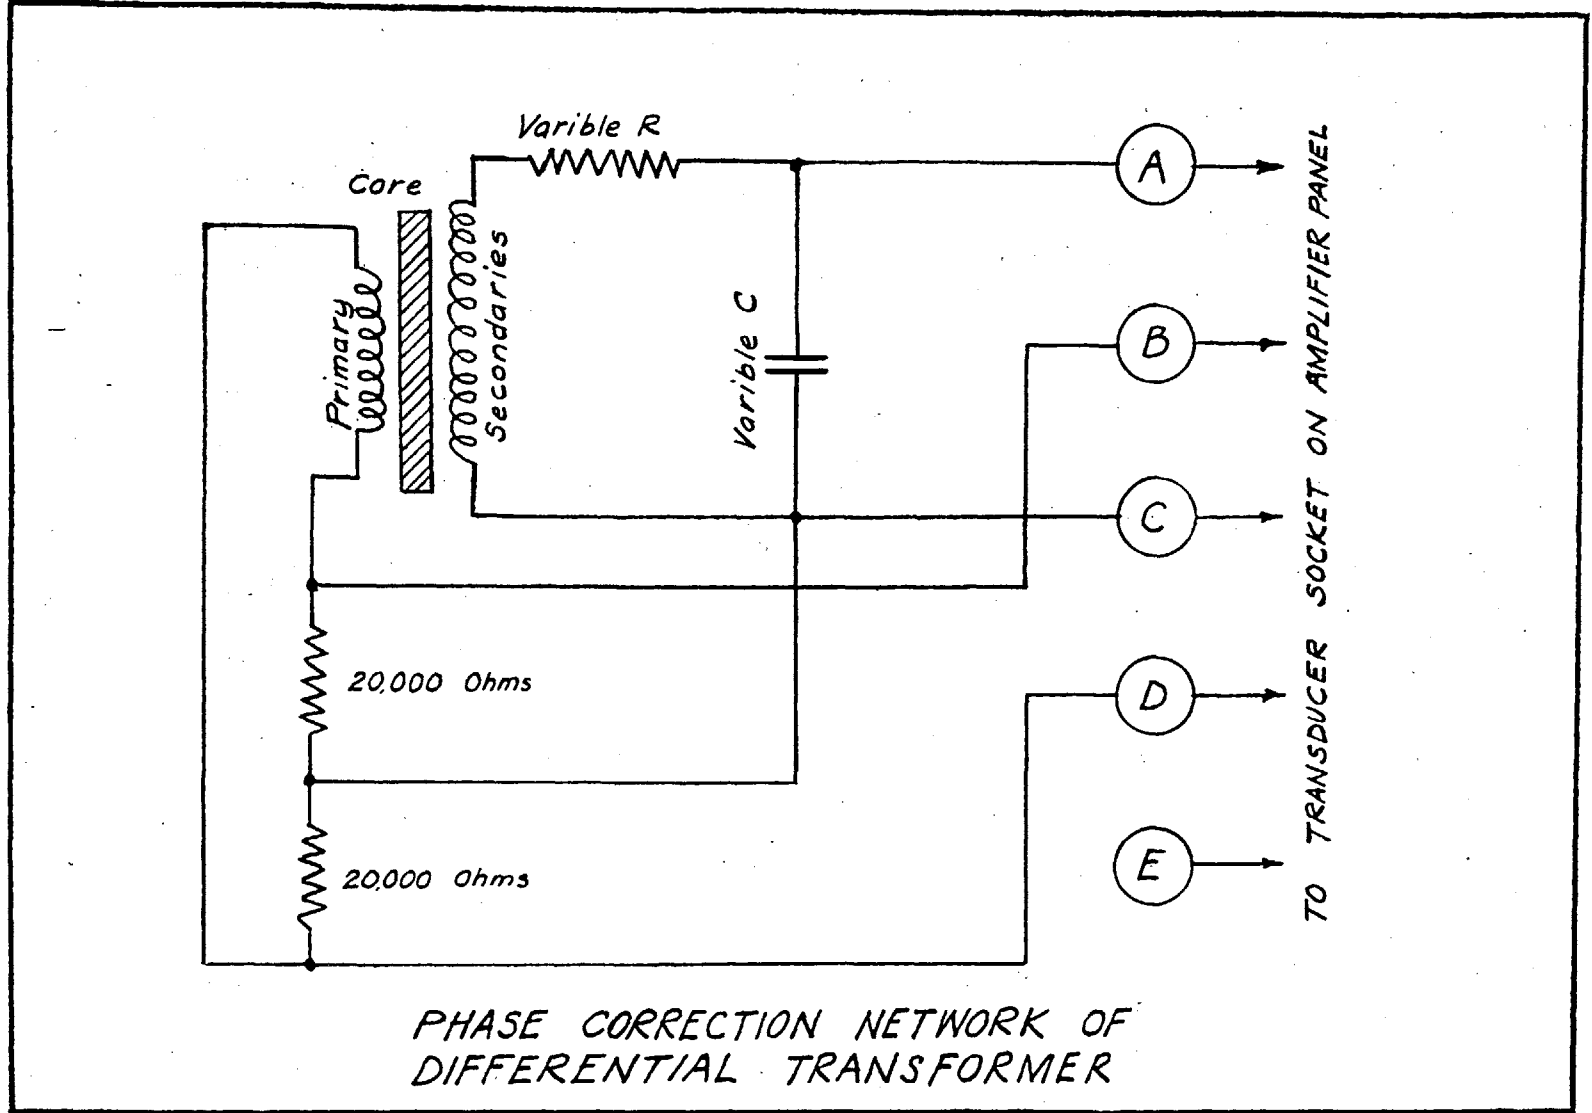 Varible R
Core
Primary
Secondaries
Varible C
A
B
C
D
E
20,000 Ohms
20,000 Ohms
TO TRANSDUCER SOCKET ON AMPLIFIER PANEL
PHASE CORRECTION NETWORK OF
DIFFERENTIAL TRANSFORMER